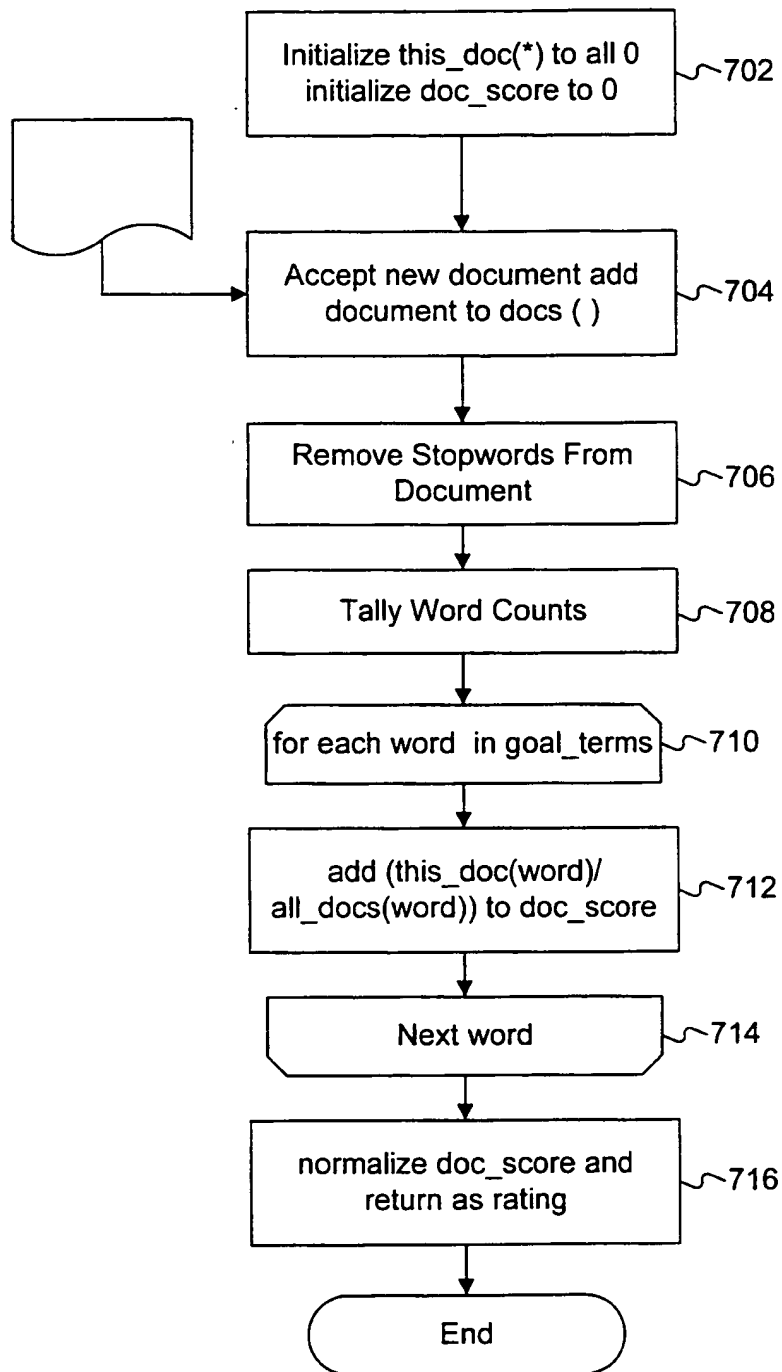 Initialize this_doc(*) to all 0
initialize doc_score to 0
702
Accept new document add
document to docs ( )
704
Remove Stopwords From
Document
706
Tally Word Counts
708
for each word in goal_terms
710
add (this_doc(word)/
all_docs(word)) to doc_score
712
Next word
714
normalize doc_score and
return as rating
716
End